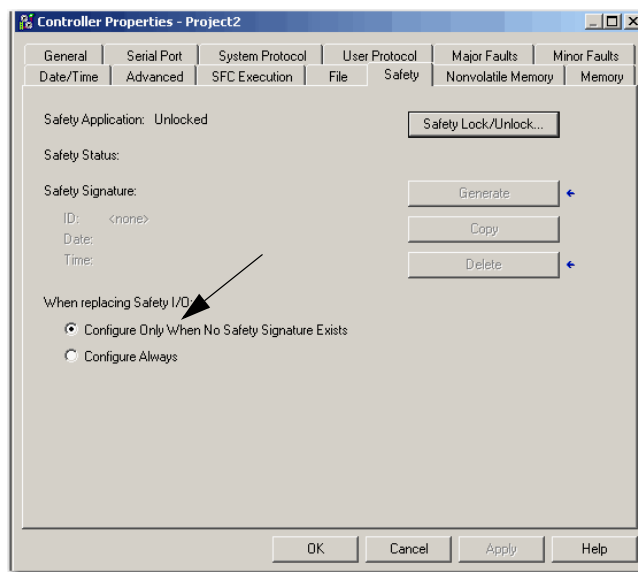 Controller Properties - Project2
General Serial Port System Protocol User Protocol Major Faults Minor Faults
Date/Time Advanced SFC Execution File Safety Nonvolatile Memory Memory
Safety Application: Unlocked
Safety Lock/Unlock...
Safety Status:
Safety Signature:
Generate
ID: <none>
Copy
Date:
Time:
Delete
When replacing Safety I/O:
Configure Only When No Safety Signature Exists
Configure Always
OK Cancel Apply Help